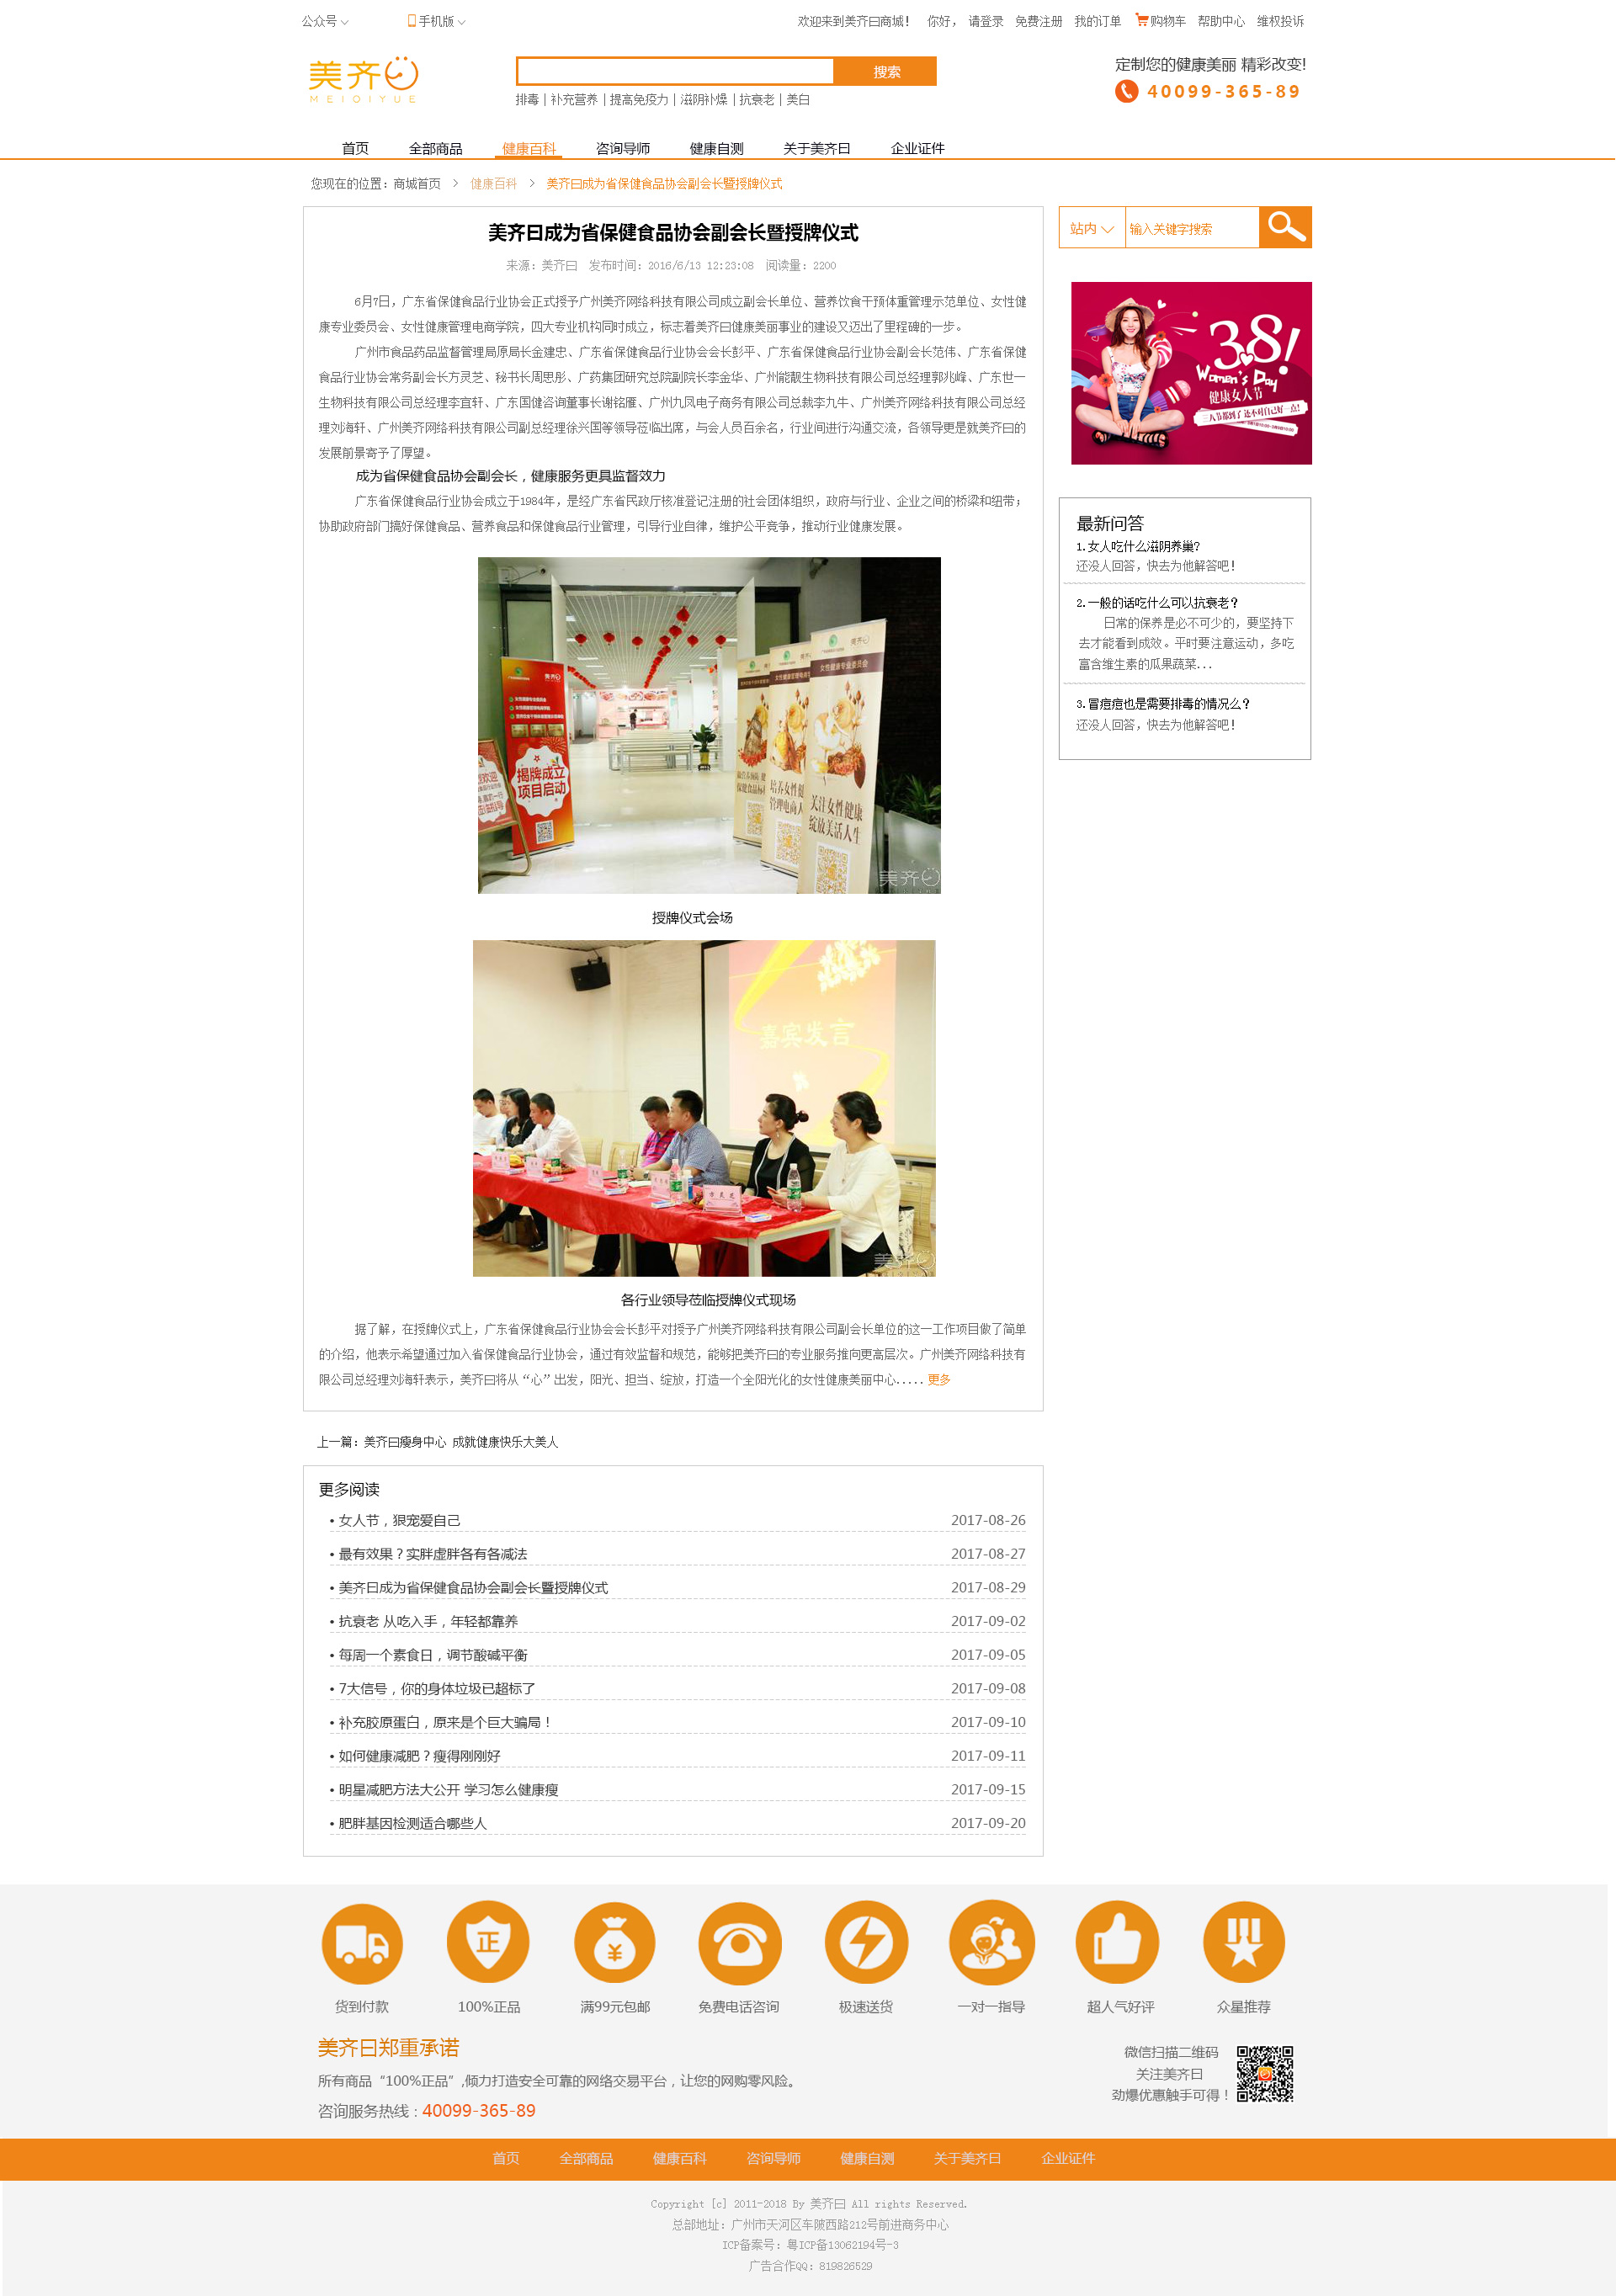 公众号
手机版
欢迎来到美齐曰商城! 你好, 请登录 免费注册 我的订单 购物车 帮助中心 维权投诉
美齐曰
MEIQIYUE
搜索
排毒 | 补充营养 | 提高免疫力 | 滋阴补燥 | 抗衰老 | 美白
定制您的健康美丽 精彩改变!
40099-365-89
首页 全部商品 健康百科 咨询导师 健康自测 关于美齐曰 企业证件
您现在的位置: 商城首页 > 健康百科 > 美齐曰成为省保健食品协会副会长暨授牌仪式
美齐曰成为省保健食品协会副会长暨授牌仪式
来源: 美齐曰 发布时间: 2016/6/13 12:23:08 阅读量: 2200
6月7日,广东省保健食品行业协会正式授予广州美齐网络科技有限公司成立副会长单位、营养饮食干预体重管理示范单位、女性健
康专业委员会、女性健康管理电商学院,四大专业机构同时成立,标志着美齐曰健康美丽事业的建设又迈出了里程碑的一步。
广州市食品药品监督管理局原局长金建忠、广东省保健食品行业协会会长彭平、广东省保健食品行业协会副会长范伟、广东省保健
食品行业协会常务副会长方灵芝、秘书长周思彤、广药集团研究总院副院长李金华、广州能靓生物科技有限公司总经理郭兆峰、广东世一
生物科技有限公司总经理李宜轩、广东国健咨询董事长谢铭雁、广州九凤电子商务有限公司总裁李九牛、广州美齐网络科技有限公司总经
理刘海轩、广州美齐网络科技有限公司副总经理徐兴国等领导莅临出席,与会人员百余名,行业间进行沟通交流,各领导更是就美齐曰的
发展前景寄予了厚望。
成为省保健食品协会副会长,健康服务更具监督效力
广东省保健食品行业协会成立于1984年,是经广东省民政厅核准登记注册的社会团体组织,政府与行业、企业之间的桥梁和纽带;
协助政府部门搞好保健食品、营养食品和保健食品行业管理,引导行业自律,维护公平竞争,推动行业健康发展。
美齐曰
揭牌成立
项目启动
培养女性健康
管理电商人
关注女性健康
绽放美活人生
美齐曰
授牌仪式会场
嘉宾发言
美齐曰
各行业领导莅临授牌仪式现场
据了解,在授牌仪式上,广东省保健食品行业协会会长彭平对授予广州美齐网络科技有限公司副会长单位的这一工作项目做了简单
的介绍,他表示希望通过加入省保健食品行业协会,通过有效监督和规范,能够把美齐曰的专业服务推向更高层次。广州美齐网络科技有
限公司总经理刘海轩表示,美齐曰将从“心”出发,阳光、担当、绽放,打造一个全阳光化的女性健康美丽中心..... 更多
站内 输入关键字搜索
38!
Women's Day
健康女人节
三八节都到了 还不对自己好一点!
最新问答
1.女人吃什么滋阴养巢?
还没人回答,快去为他解答吧!
2.一般的话吃什么可以抗衰老?
日常的保养是必不可少的,要坚持下
去才能看到成效。平时要注意运动,多吃
富含维生素的瓜果蔬菜...
3.冒痘痘也是需要排毒的情况么?
还没人回答,快去为他解答吧!
上一篇: 美齐曰瘦身中心 成就健康快乐大美人
更多阅读
• 女人节,狠宠爱自己 2017-08-26
• 最有效果?实胖虚胖各有各减法 2017-08-27
• 美齐曰成为省保健食品协会副会长暨授牌仪式 2017-08-29
• 抗衰老 从吃入手,年轻都靠养 2017-09-02
• 每周一个素食日,调节酸碱平衡 2017-09-05
• 7大信号,你的身体垃圾已超标了 2017-09-08
• 补充胶原蛋白,原来是个巨大骗局! 2017-09-10
• 如何健康减肥?瘦得刚刚好 2017-09-11
• 明星减肥方法大公开 学习怎么健康瘦 2017-09-15
• 肥胖基因检测适合哪些人 2017-09-20
正
¥
货到付款 100%正品 满99元包邮 免费电话咨询 极速送货 一对一指导 超人气好评 众星推荐
美齐曰郑重承诺
所有商品“100%正品”,倾力打造安全可靠的网络交易平台,让您的网购零风险。
咨询服务热线:40099-365-89
微信扫描二维码
关注美齐曰
劲爆优惠触手可得!
首页 全部商品 健康百科 咨询导师 健康自测 关于美齐曰 企业证件
Copyright [c] 2011-2018 By 美齐曰 All rights Reserved.
总部地址: 广州市天河区车陂西路212号前进商务中心
ICP备案号: 粤ICP备13062194号-3
广告合作QQ: 819826529